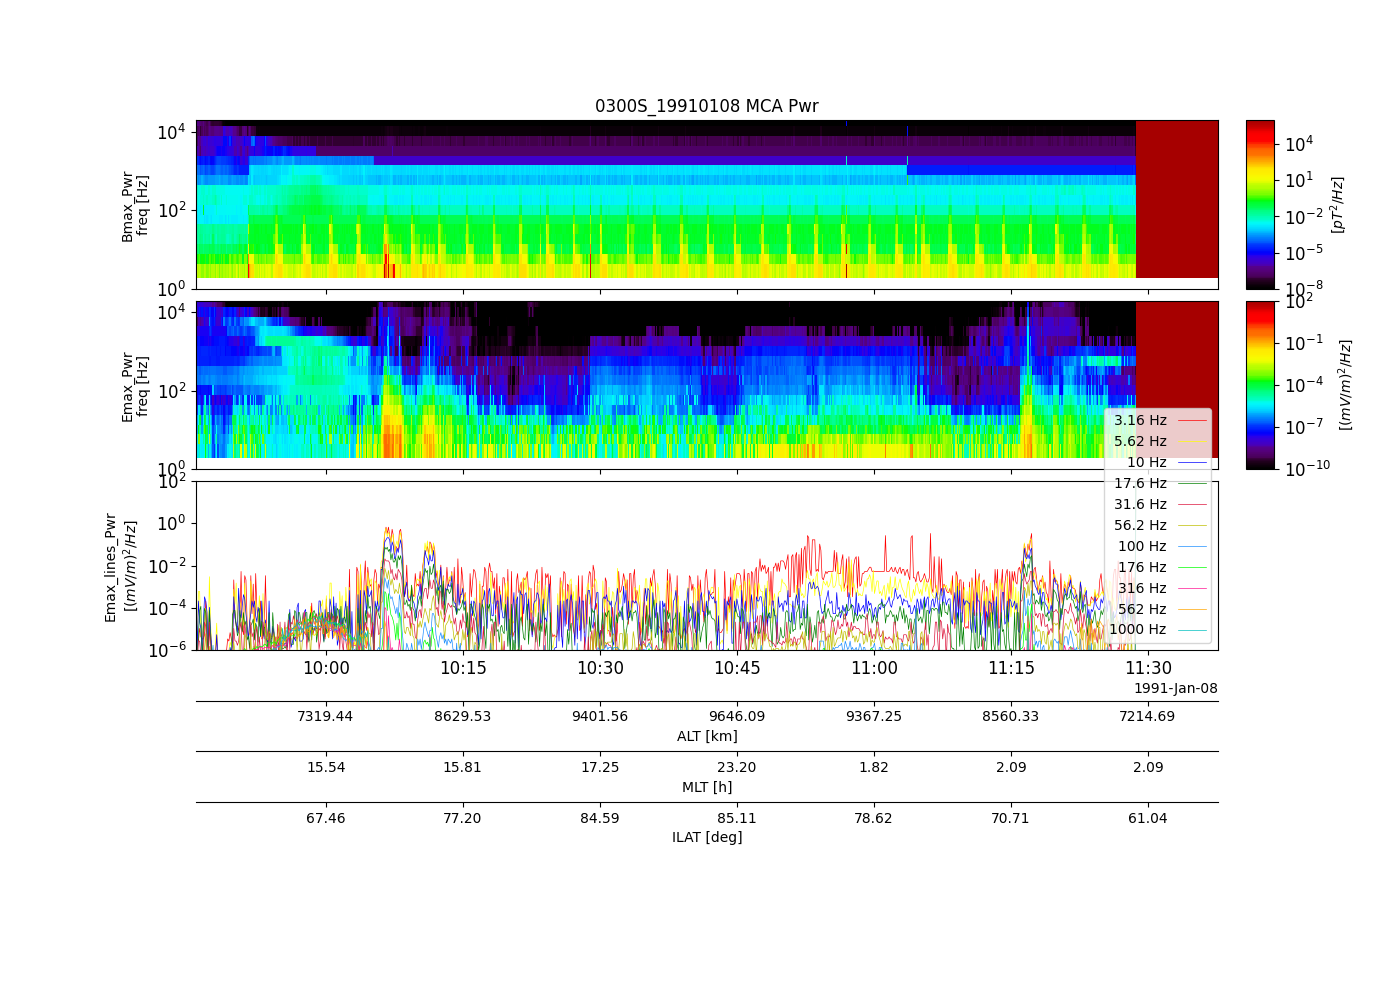 0300S_19910108 MCA Pwr
10^4
10^2
10^0
Bmax_Pwr
freq [Hz]
10^4
10^1
10^-2
10^-5
10^-8
[pT^2/Hz]
10^4
10^2
10^0
Emax_Pwr
freq [Hz]
10^2
10^-1
10^-4
10^-7
10^-10
[(mV/m)^2/Hz]
10^2
10^0
10^-2
10^-4
10^-6
Emax_lines_Pwr
[(mV/m)^2/Hz]
3.16 Hz
5.62 Hz
10 Hz
17.6 Hz
31.6 Hz
56.2 Hz
100 Hz
176 Hz
316 Hz
562 Hz
1000 Hz
10:00 10:15 10:30 10:45 11:00 11:15 11:30
1991-Jan-08
7319.44 8629.53 9401.56 9646.09 9367.25 8560.33 7214.69
ALT [km]
15.54 15.81 17.25 23.20 1.82 2.09 2.09
MLT [h]
67.46 77.20 84.59 85.11 78.62 70.71 61.04
ILAT [deg]